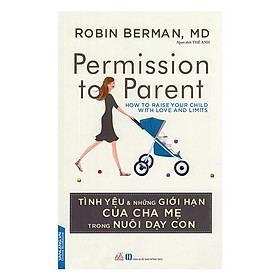 ROBIN BERMAN, MD
Người dịch: THẾ ANH
Permission
to Parent
HOW TO RAISE YOUR CHILD
WITH LOVE AND LIMITS
TÌNH YÊU & NHỮNG GIỚI HẠN
CỦA CHA MẸ
TRONG NUÔI DẠY CON